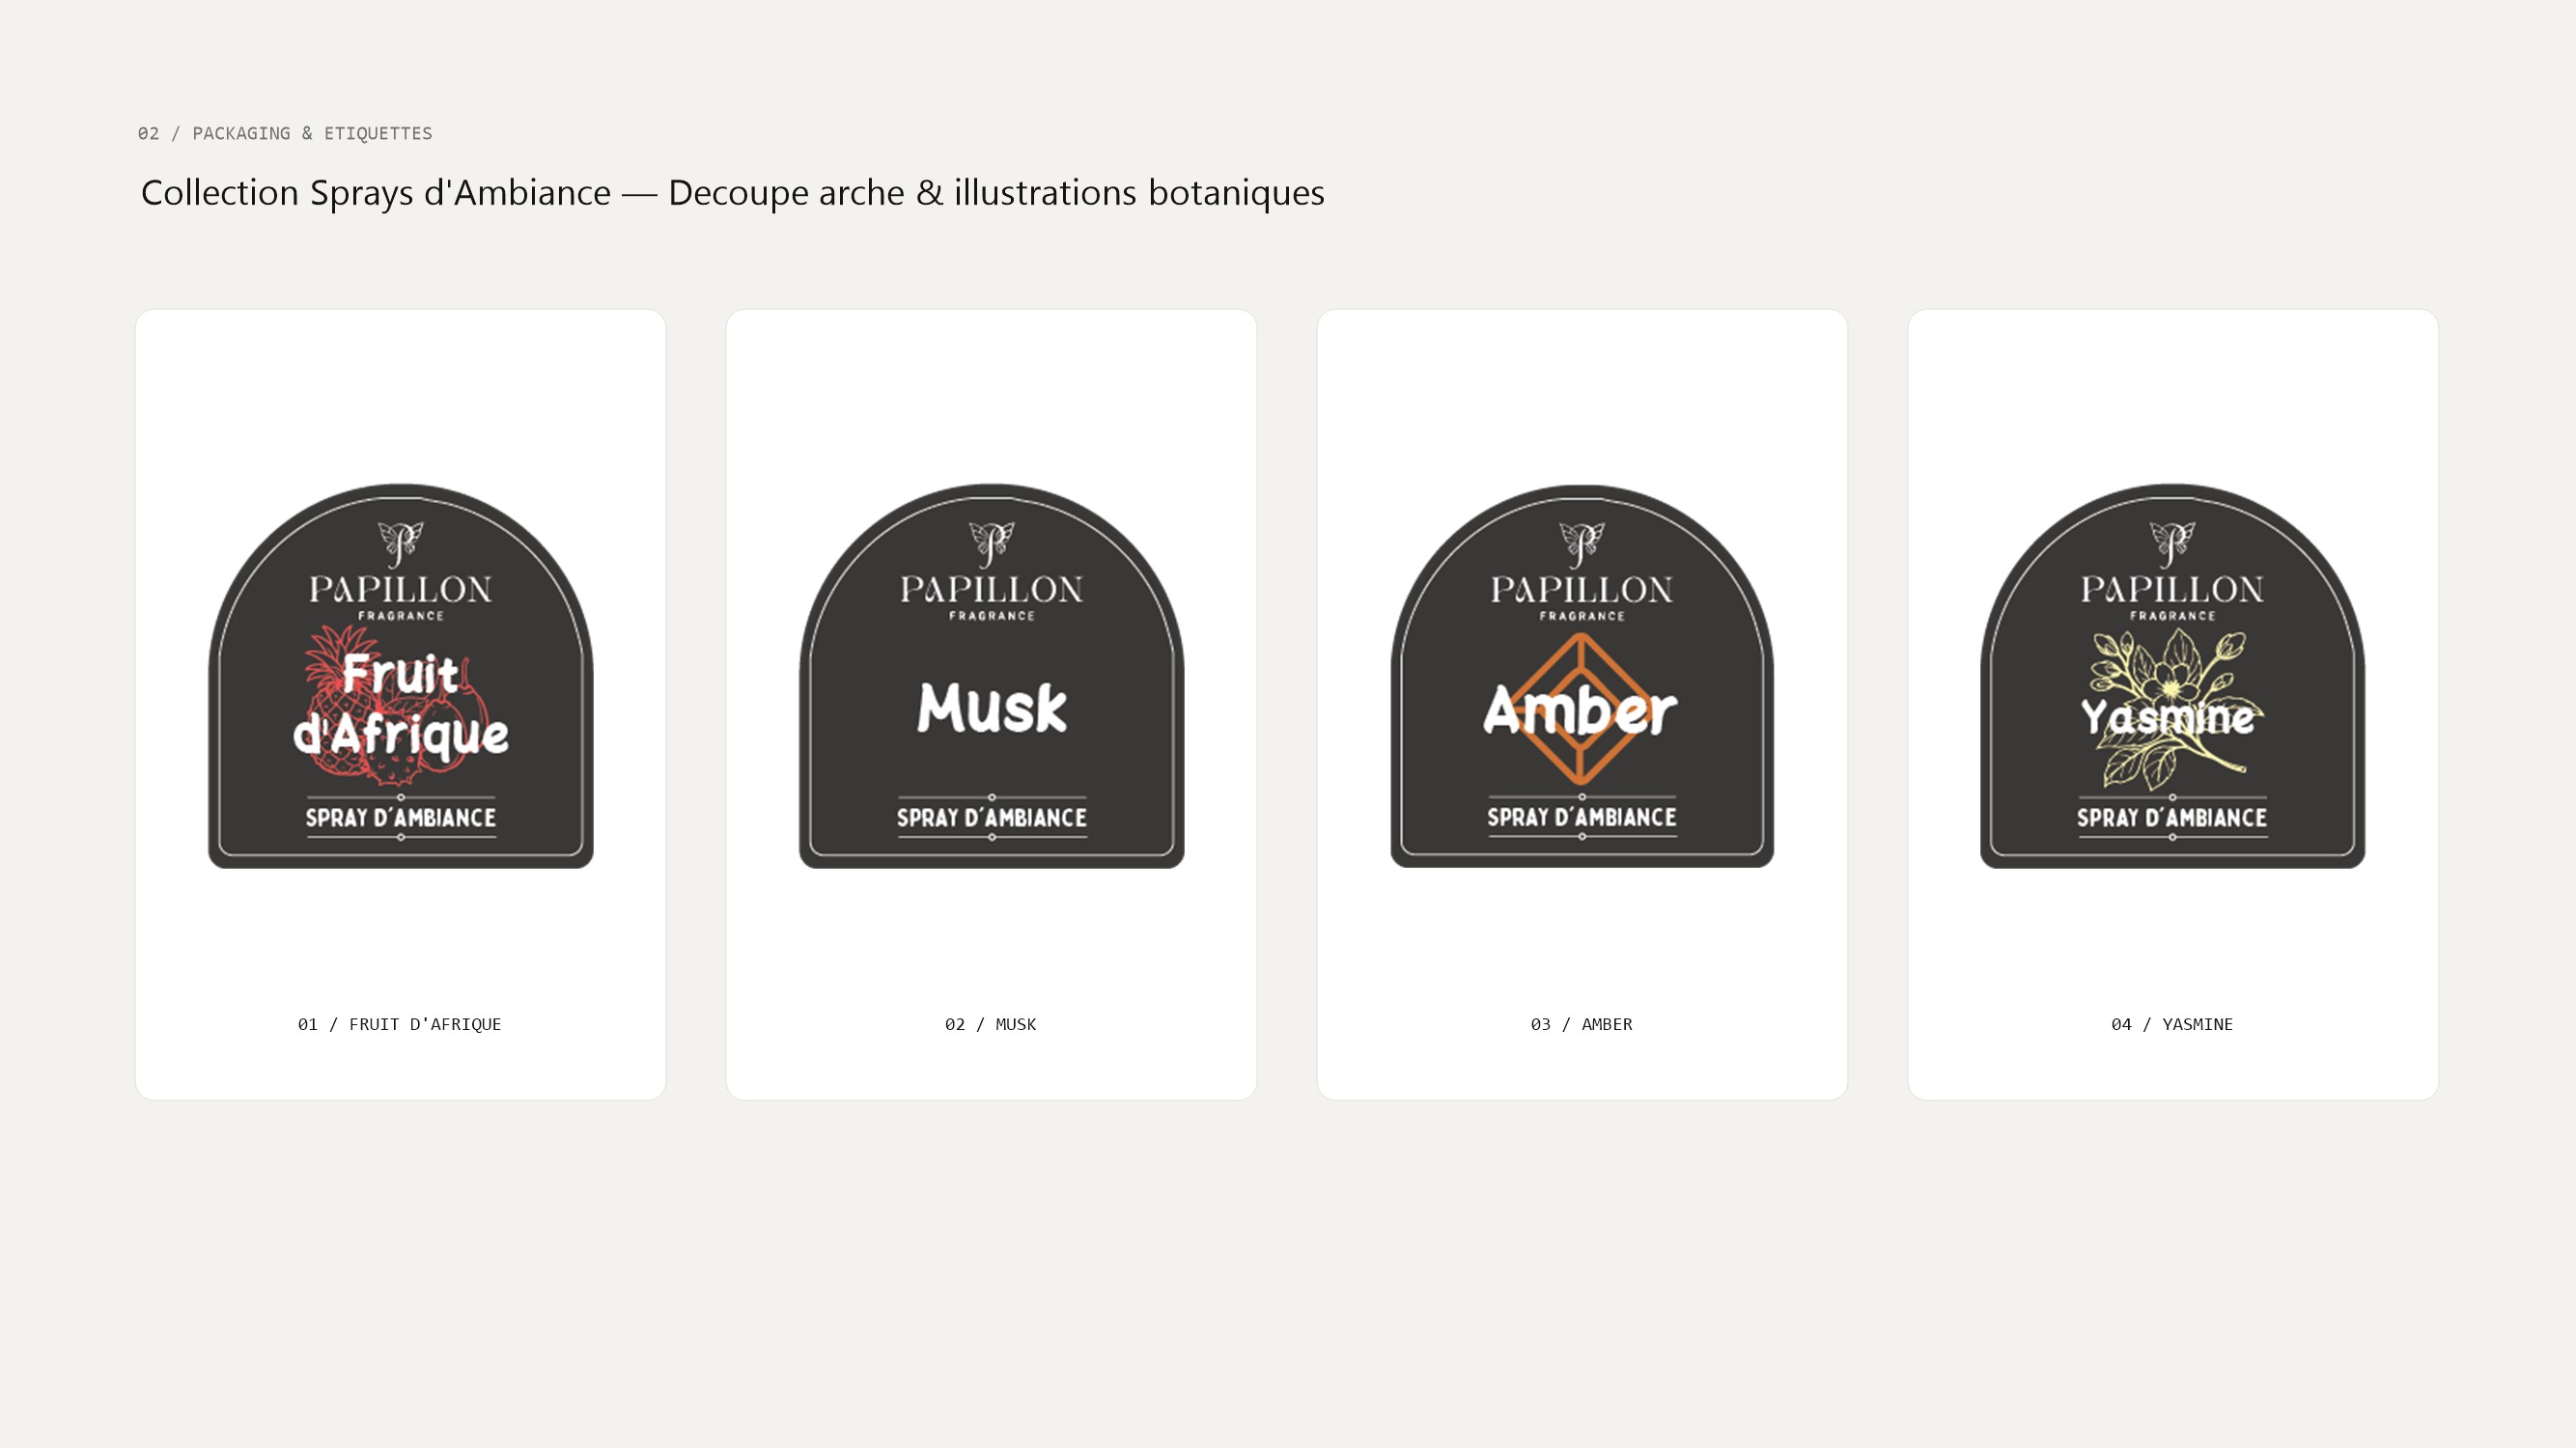 02 / PACKAGING & ETIQUETTES
Collection Sprays d'Ambiance — Decoupe arche & illustrations botaniques
PAPILLON
FRAGRANCE
Fruit
d'Afrique
SPRAY D'AMBIANCE
01 / FRUIT D'AFRIQUE
PAPILLON
FRAGRANCE
Musk
SPRAY D'AMBIANCE
02 / MUSK
PAPILLON
FRAGRANCE
Amber
SPRAY D'AMBIANCE
03 / AMBER
PAPILLON
FRAGRANCE
Yasmine
SPRAY D'AMBIANCE
04 / YASMINE